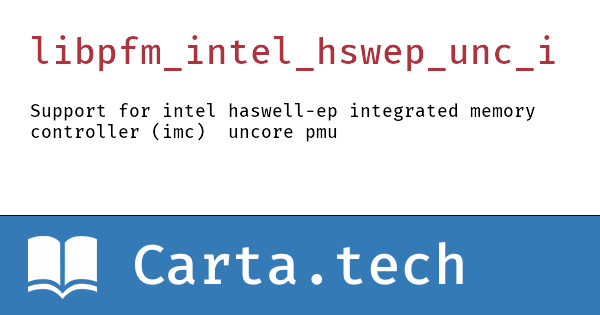 libpfm_intel_hswep_unc_i
Support for intel haswell-ep integrated memory
controller (imc)  uncore pmu
Carta.tech